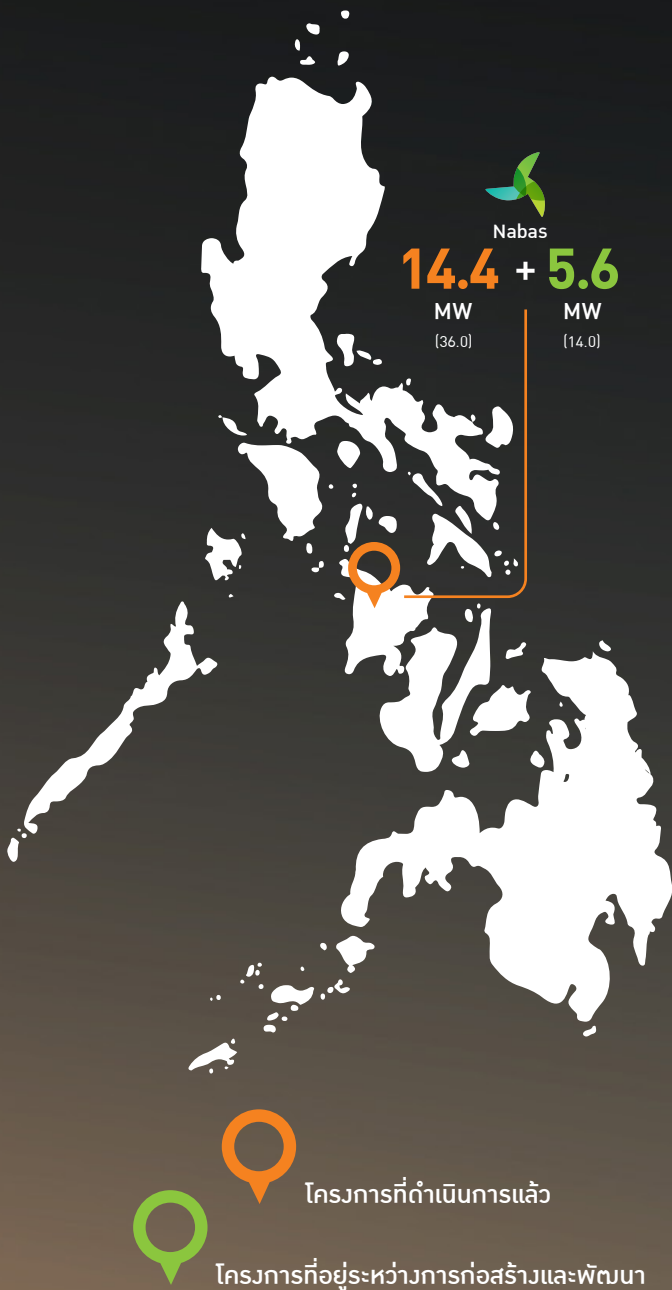 Nabas
14.4 + 5.6
MW MW
(36.0) (14.0)
โครงการที่ดำเนินการแล้ว
โครงการที่อยู่ระหว่างการก่อสร้างและพัฒนา